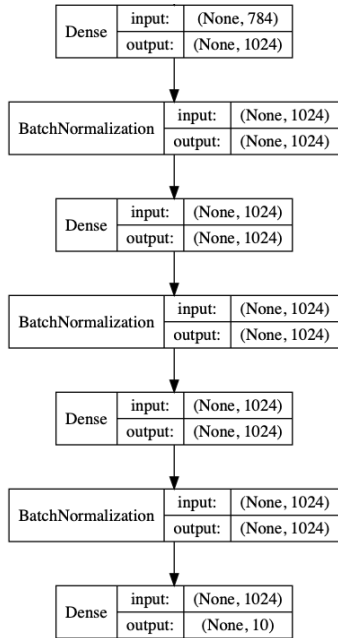 Dense input: (None, 784)
output: (None, 1024)
BatchNormalization input: (None, 1024)
output: (None, 1024)
Dense input: (None, 1024)
output: (None, 1024)
BatchNormalization input: (None, 1024)
output: (None, 1024)
Dense input: (None, 1024)
output: (None, 1024)
BatchNormalization input: (None, 1024)
output: (None, 1024)
Dense input: (None, 1024)
output: (None, 10)